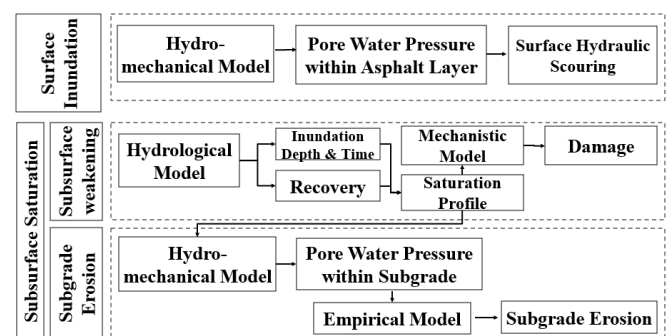 Surface
Inundation
Hydro-
mechanical Model
Pore Water Pressure
within Asphalt Layer
Surface Hydraulic
Scouring
Subsurface Saturation
Subsurface
weakening
Hydrological
Model
Inundation
Depth & Time
Recovery
Mechanistic
Model
Saturation
Profile
Damage
Subgrade
Erosion
Hydro-
mechanical Model
Pore Water Pressure
within Subgrade
Empirical Model
Subgrade Erosion